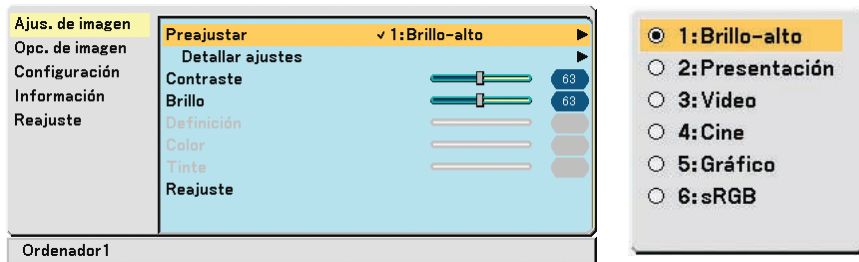 Ajus. de imagen
Opc. de imagen
Configuración
Información
Reajuste
Preajustar ✓1:Brillo-alto
Detallar ajustes
Contraste 63
Brillo 63
Definición
Color
Tinte
Reajuste
Ordenador1
1:Brillo-alto
2:Presentación
3:Video
4:Cine
5:Gráfico
6:sRGB